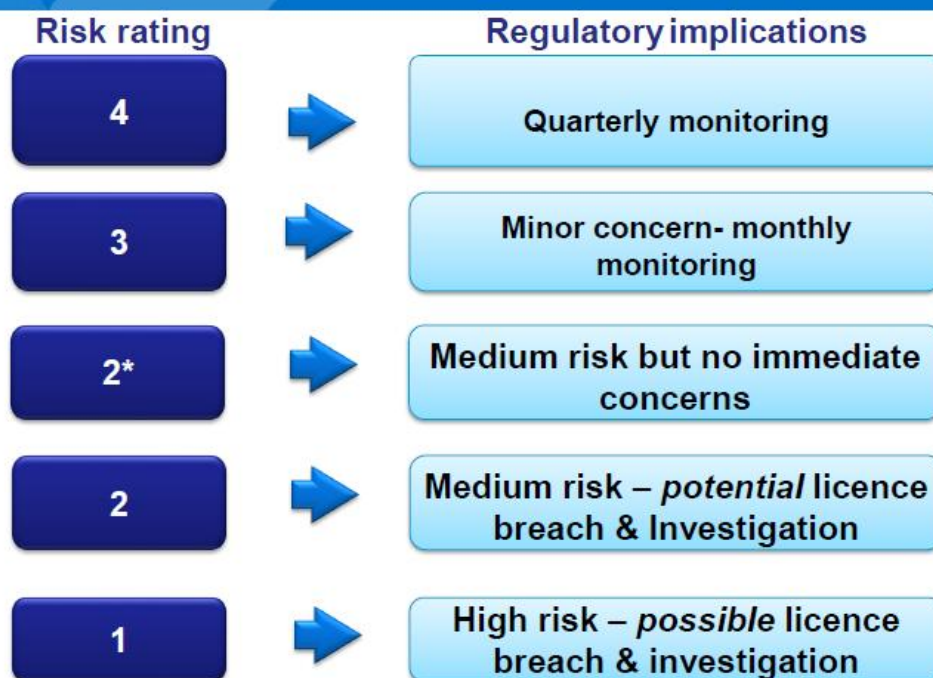 Risk rating Regulatory implications
4 Quarterly monitoring
3 Minor concern- monthly
monitoring
2* Medium risk but no immediate
concerns
2 Medium risk – potential licence
breach & Investigation
1 High risk – possible licence
breach & investigation